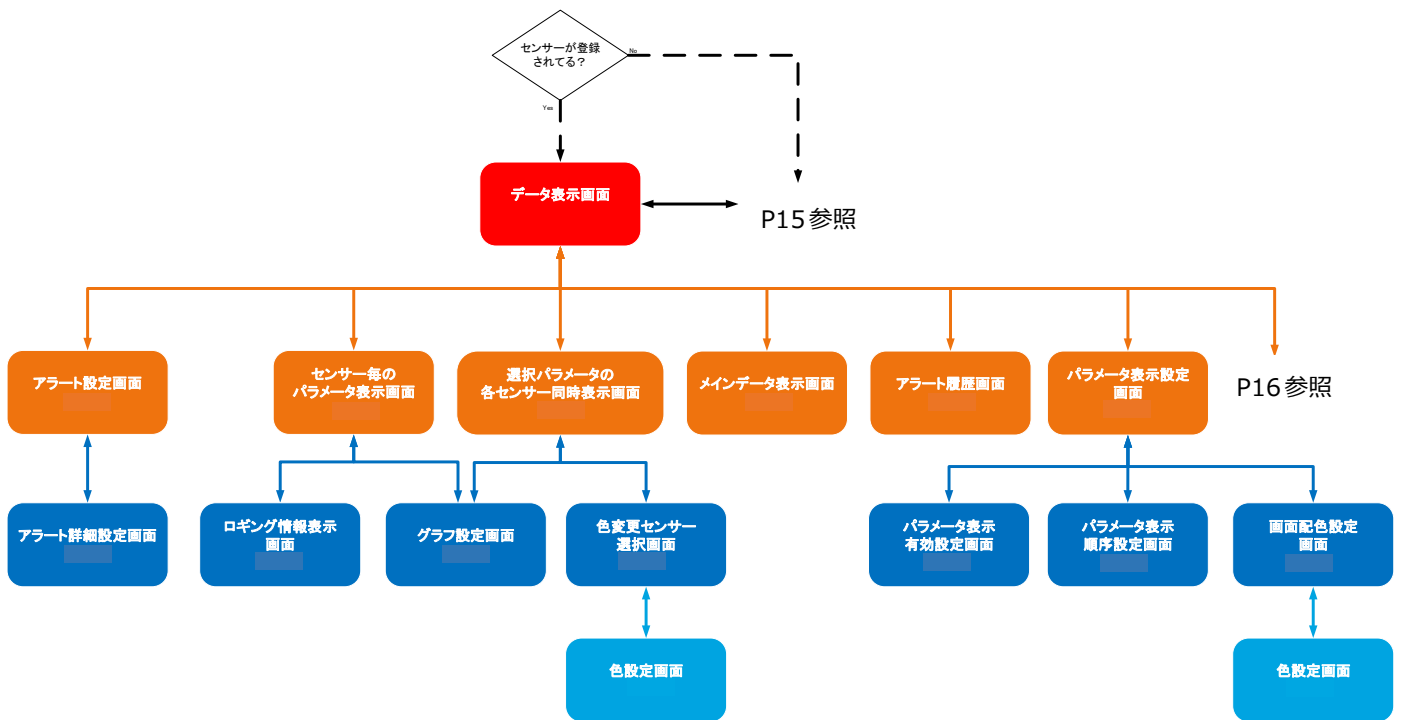 センサーが登録
されてる？
No
Yes
データ表示画面
P15参照
アラート設定画面
センサー毎の
パラメータ表示画面
選択パラメータの
各センサー同時表示画面
メインデータ表示画面
アラート履歴画面
パラメータ表示設定
画面
P16参照
アラート詳細設定画面
ロギング情報表示
画面
グラフ設定画面
色変更センサー
選択画面
パラメータ表示
有効設定画面
パラメータ表示
順序設定画面
画面配色設定
画面
色設定画面
色設定画面